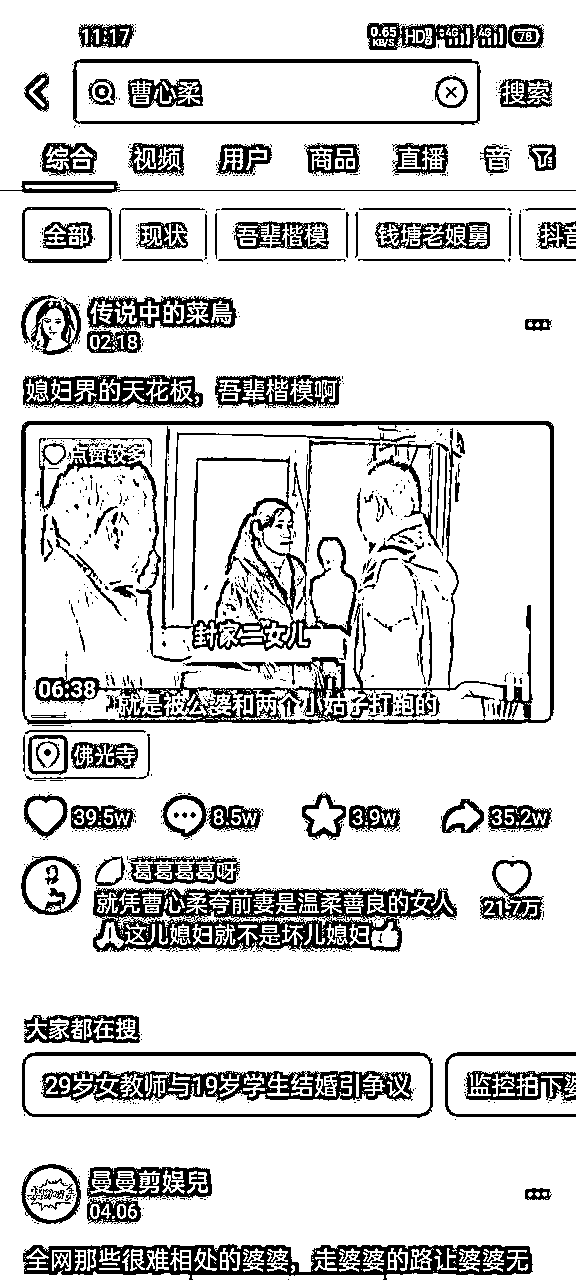 11:17
0.65 KB/S HD 4G 4G 78
曹心柔
搜索
综合 视频 用户 商品 直播 音
全部 现状 吾辈楷模 钱塘老娘舅 抖音
传说中的菜鳥
02.18
媳妇界的天花板，吾辈楷模啊
点赞较多
封家二女儿
06:38
就是被公婆和两个小姑子打跑的
佛光寺
39.5w 8.5w 3.9w 35.2w
葛葛葛葛呀
就凭曹心柔夸前妻是温柔善良的女人
🙏这儿媳妇就不是坏儿媳妇👍
21.7万
大家都在搜
29岁女教师与19岁学生结婚引争议
监控拍下婆
曼曼剪娱兒
04.06
全网那些很难相处的婆婆，走婆婆的路让婆婆无